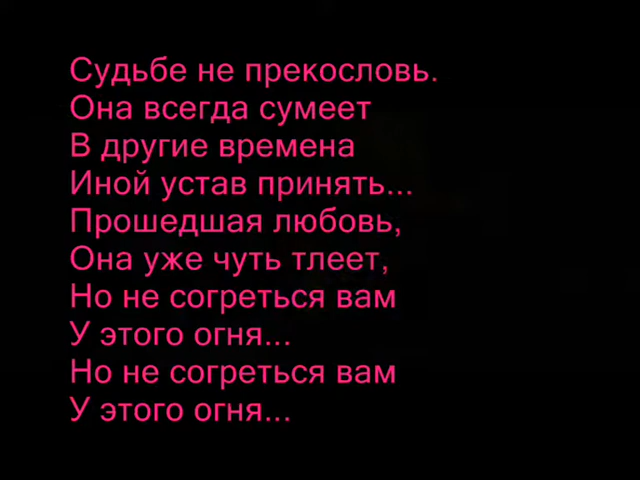 Судьбе не прекословь.
Она всегда сумеет
В другие времена
Иной устав принять...
Прошедшая любовь,
Она уже чуть тлеет,
Но не согреться вам
У этого огня...
Но не согреться вам
У этого огня...